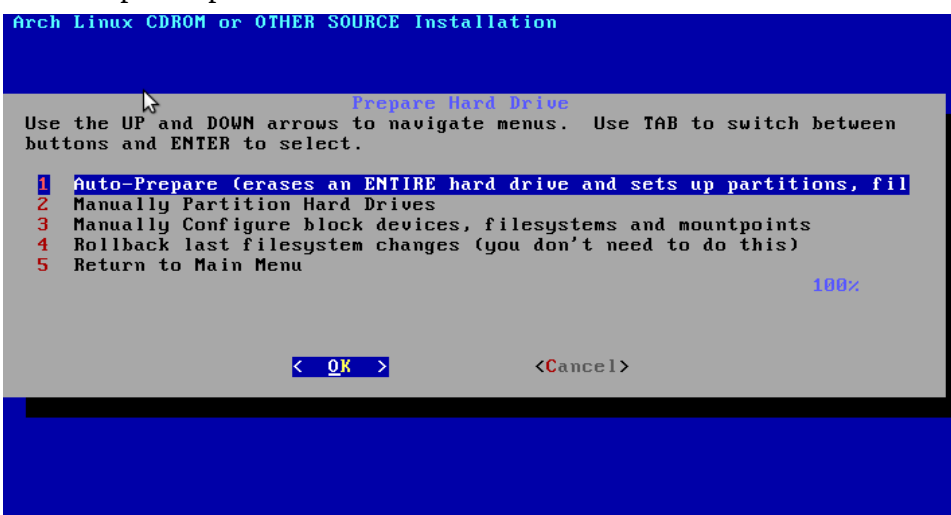 Arch Linux CDROM or OTHER SOURCE Installation
Prepare Hard Drive
Use the UP and DOWN arrows to navigate menus.  Use TAB to switch between
buttons and ENTER to select.
1 Auto-Prepare (erases an ENTIRE hard drive and sets up partitions, fil
2 Manually Partition Hard Drives
3 Manually Configure block devices, filesystems and mountpoints
4 Rollback last filesystem changes (you don't need to do this)
5 Return to Main Menu
100%
< OK > <Cancel>